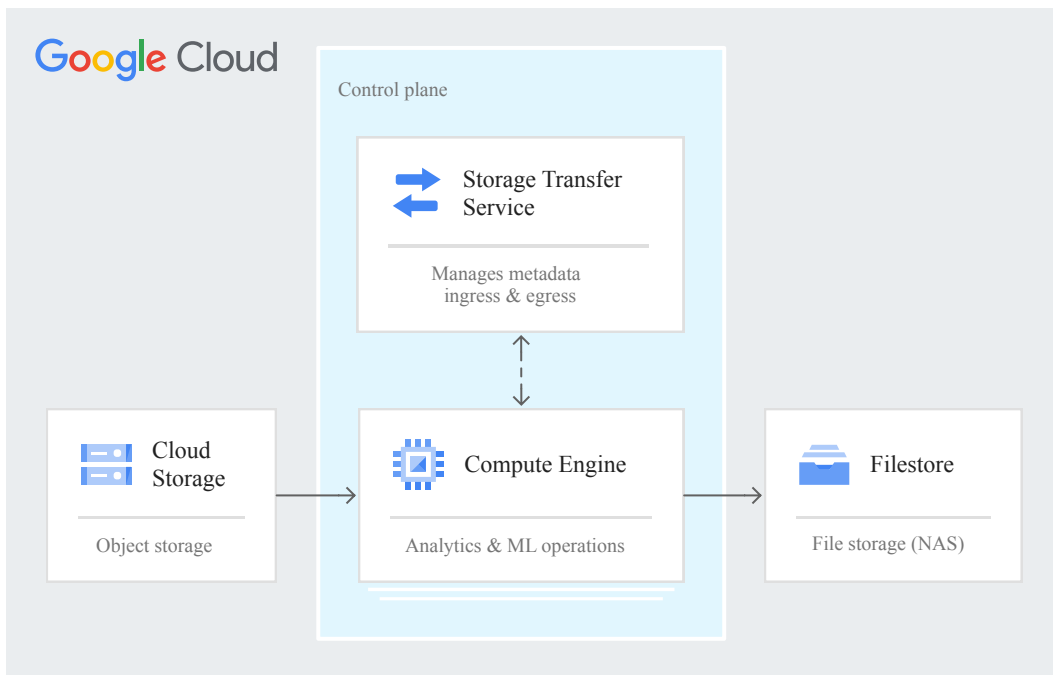 Google Cloud
Control plane
Storage Transfer
Service
Manages metadata
ingress & egress
Cloud
Storage
Object storage
Compute Engine
Analytics & ML operations
Filestore
File storage (NAS)